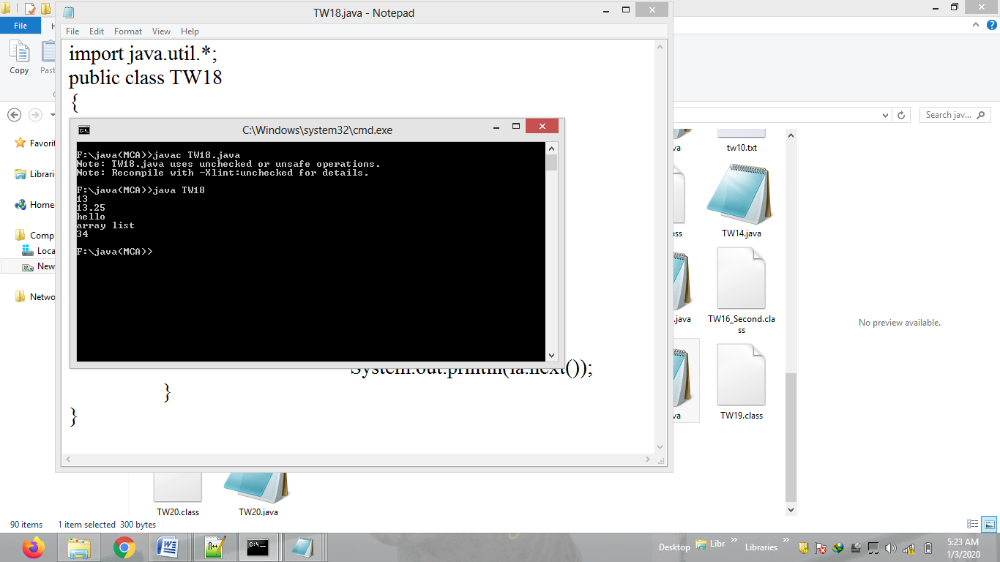 TW18.java - Notepad
File
File Edit Format View Help
Copy
import java.util.*;
public class TW18
{
C:\Windows\system32\cmd.exe
F:\java(MCA)>>javac TW18.java
Note: TW18.java uses unchecked or unsafe operations.
Note: Recompile with -Xlint:unchecked for details.
F:\java(MCA)>>java TW18
13
13.25
hello
array list
34
F:\java(MCA)>>
System.out.println(ia.next());
}
}
Search jav...
Favorit
Librari
Home
Comp
Loca
New
Netwo
va
tw10.txt
ss
TW14.java
.java
TW16_Second.cla
ss
va
TW19.class
No preview available.
TW20.class
TW20.java
90 items 1 item selected 300 bytes
Desktop
Libr
Libraries
5:23 AM
1/3/2020